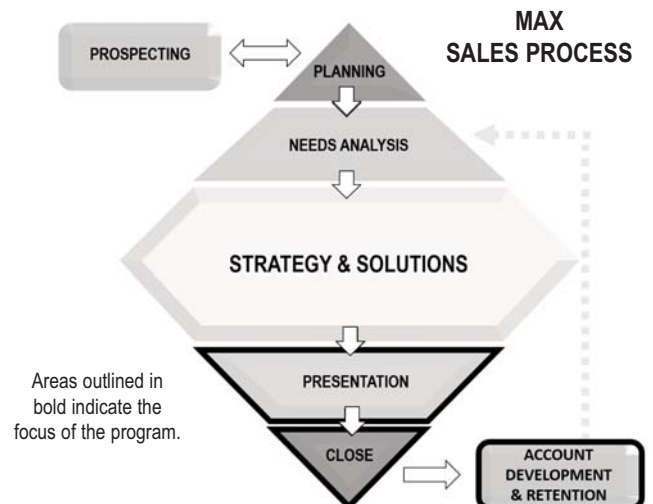 MAX
SALES PROCESS
PROSPECTING
PLANNING
NEEDS ANALYSIS
STRATEGY & SOLUTIONS
PRESENTATION
Areas outlined in
bold indicate the
focus of the program.
CLOSE
ACCOUNT
DEVELOPMENT
& RETENTION